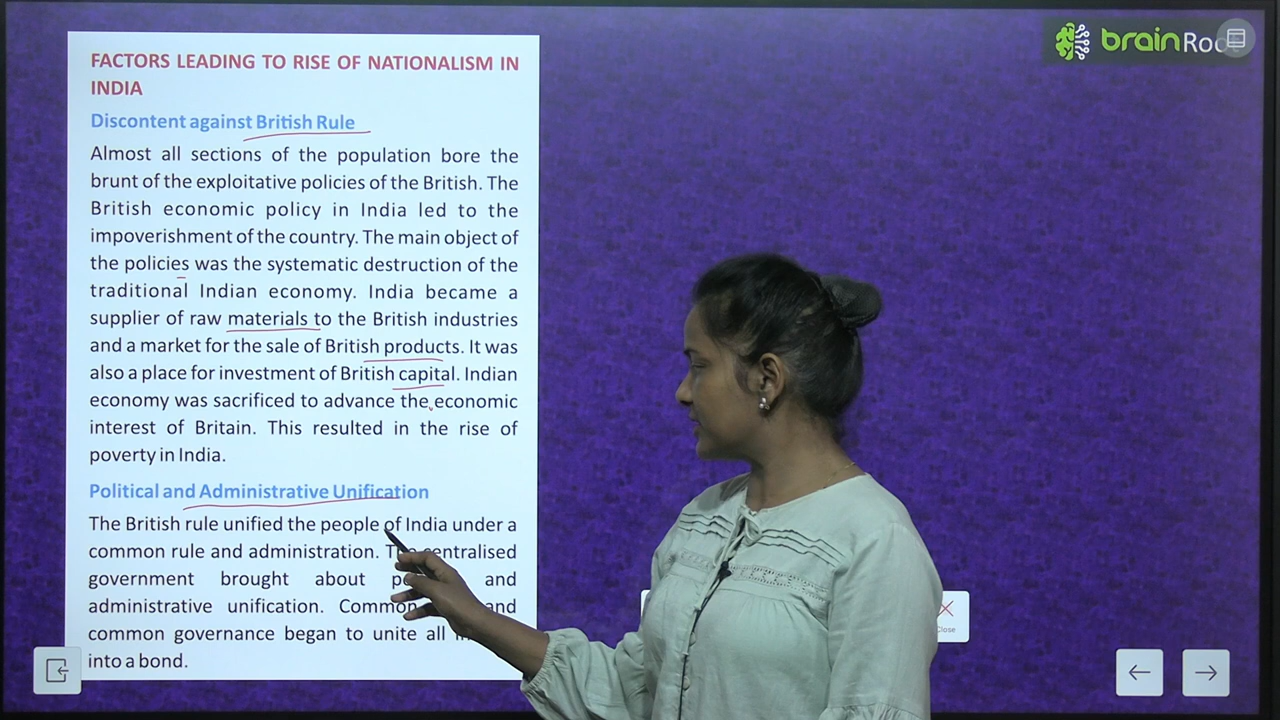 FACTORS LEADING TO RISE OF NATIONALISM IN
INDIA
Discontent against British Rule
Almost all sections of the population bore the
brunt of the exploitative policies of the British. The
British economic policy in India led to the
impoverishment of the country. The main object of
the policies was the systematic destruction of the
traditional Indian economy. India became a
supplier of raw materials to the British industries
and a market for the sale of British products. It was
also a place for investment of British capital. Indian
economy was sacrificed to advance the economic
interest of Britain. This resulted in the rise of
poverty in India.
Political and Administrative Unification
The British rule unified the people of India under a
common rule and administration. centralised
government brought about and
administrative unification. Common and
common governance began to unite all
into a bond.
brain
Close